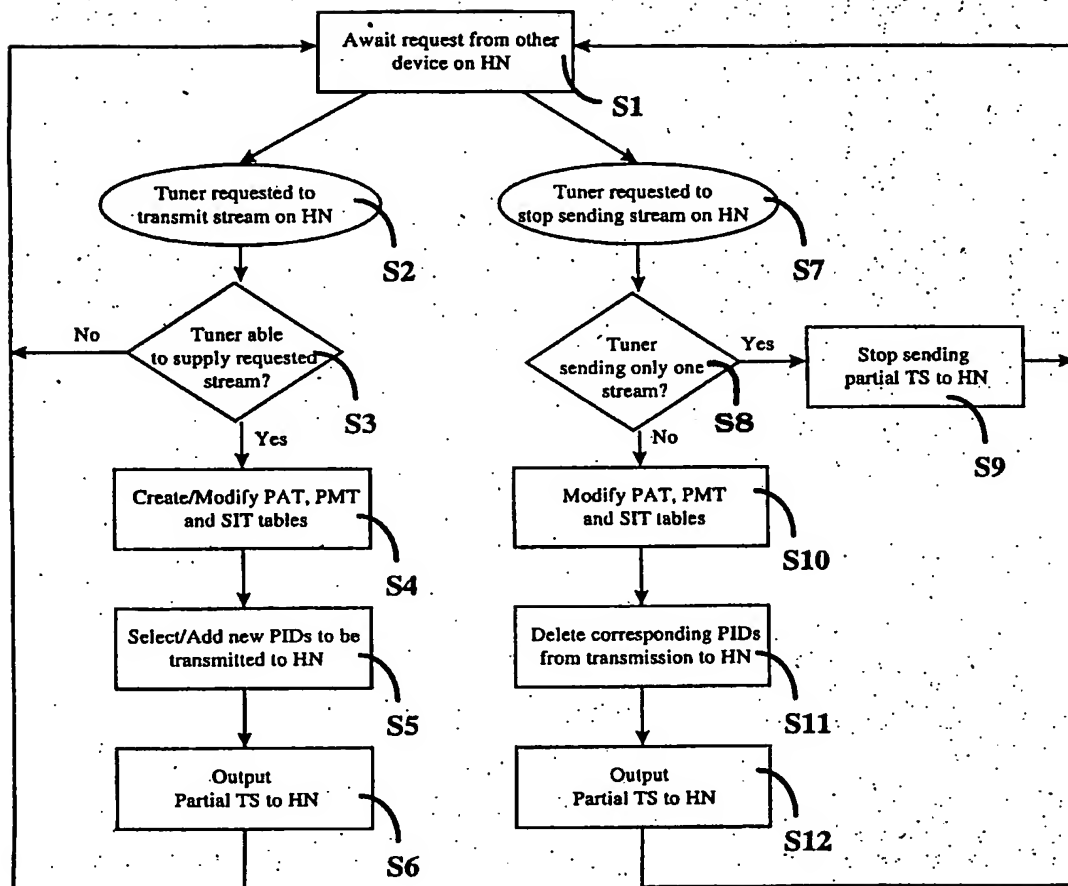 Await request from other
device on HN
S1
Tuner requested to
transmit stream on HN
S2
Tuner requested to
stop sending stream on HN
S7
No
Tuner able
to supply requested
stream?
S3
Yes
Tuner
sending only one
stream?
S8
Yes
No
Stop sending
partial TS to HN
S9
Create/Modify PAT, PMT
and SIT tables
S4
Modify PAT, PMT
and SIT tables
S10
Select/Add new PIDs to be
transmitted to HN
S5
Delete corresponding PIDs
from transmission to HN
S11
Output
Partial TS to HN
S6
Output
Partial TS to HN
S12